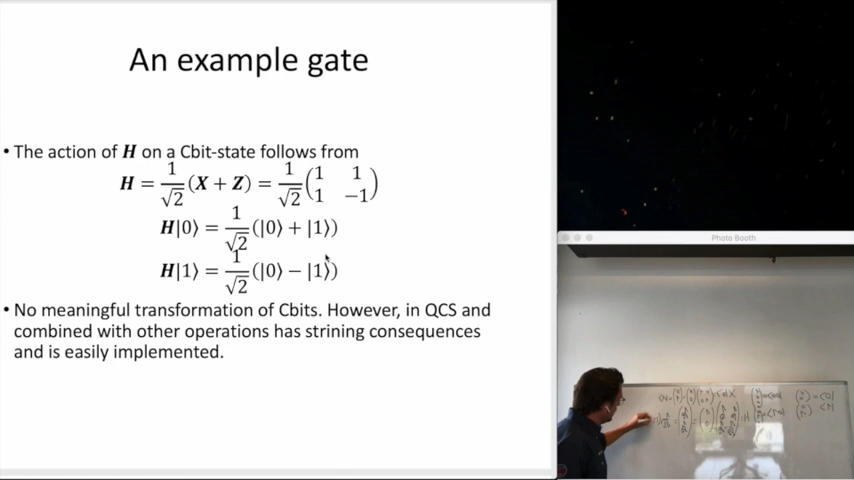 An example gate
• The action of H on a Cbit-state follows from
H = 1/√2 (X + Z) = 1/√2 (1 1 1 −1)
H|0⟩ = 1/√2 (|0⟩ + |1⟩)
H|1⟩ = 1/√2 (|0⟩ − |1⟩)
• No meaningful transformation of Cbits. However, in QCS and
combined with other operations has strining consequences
and is easily implemented.
Photo Booth